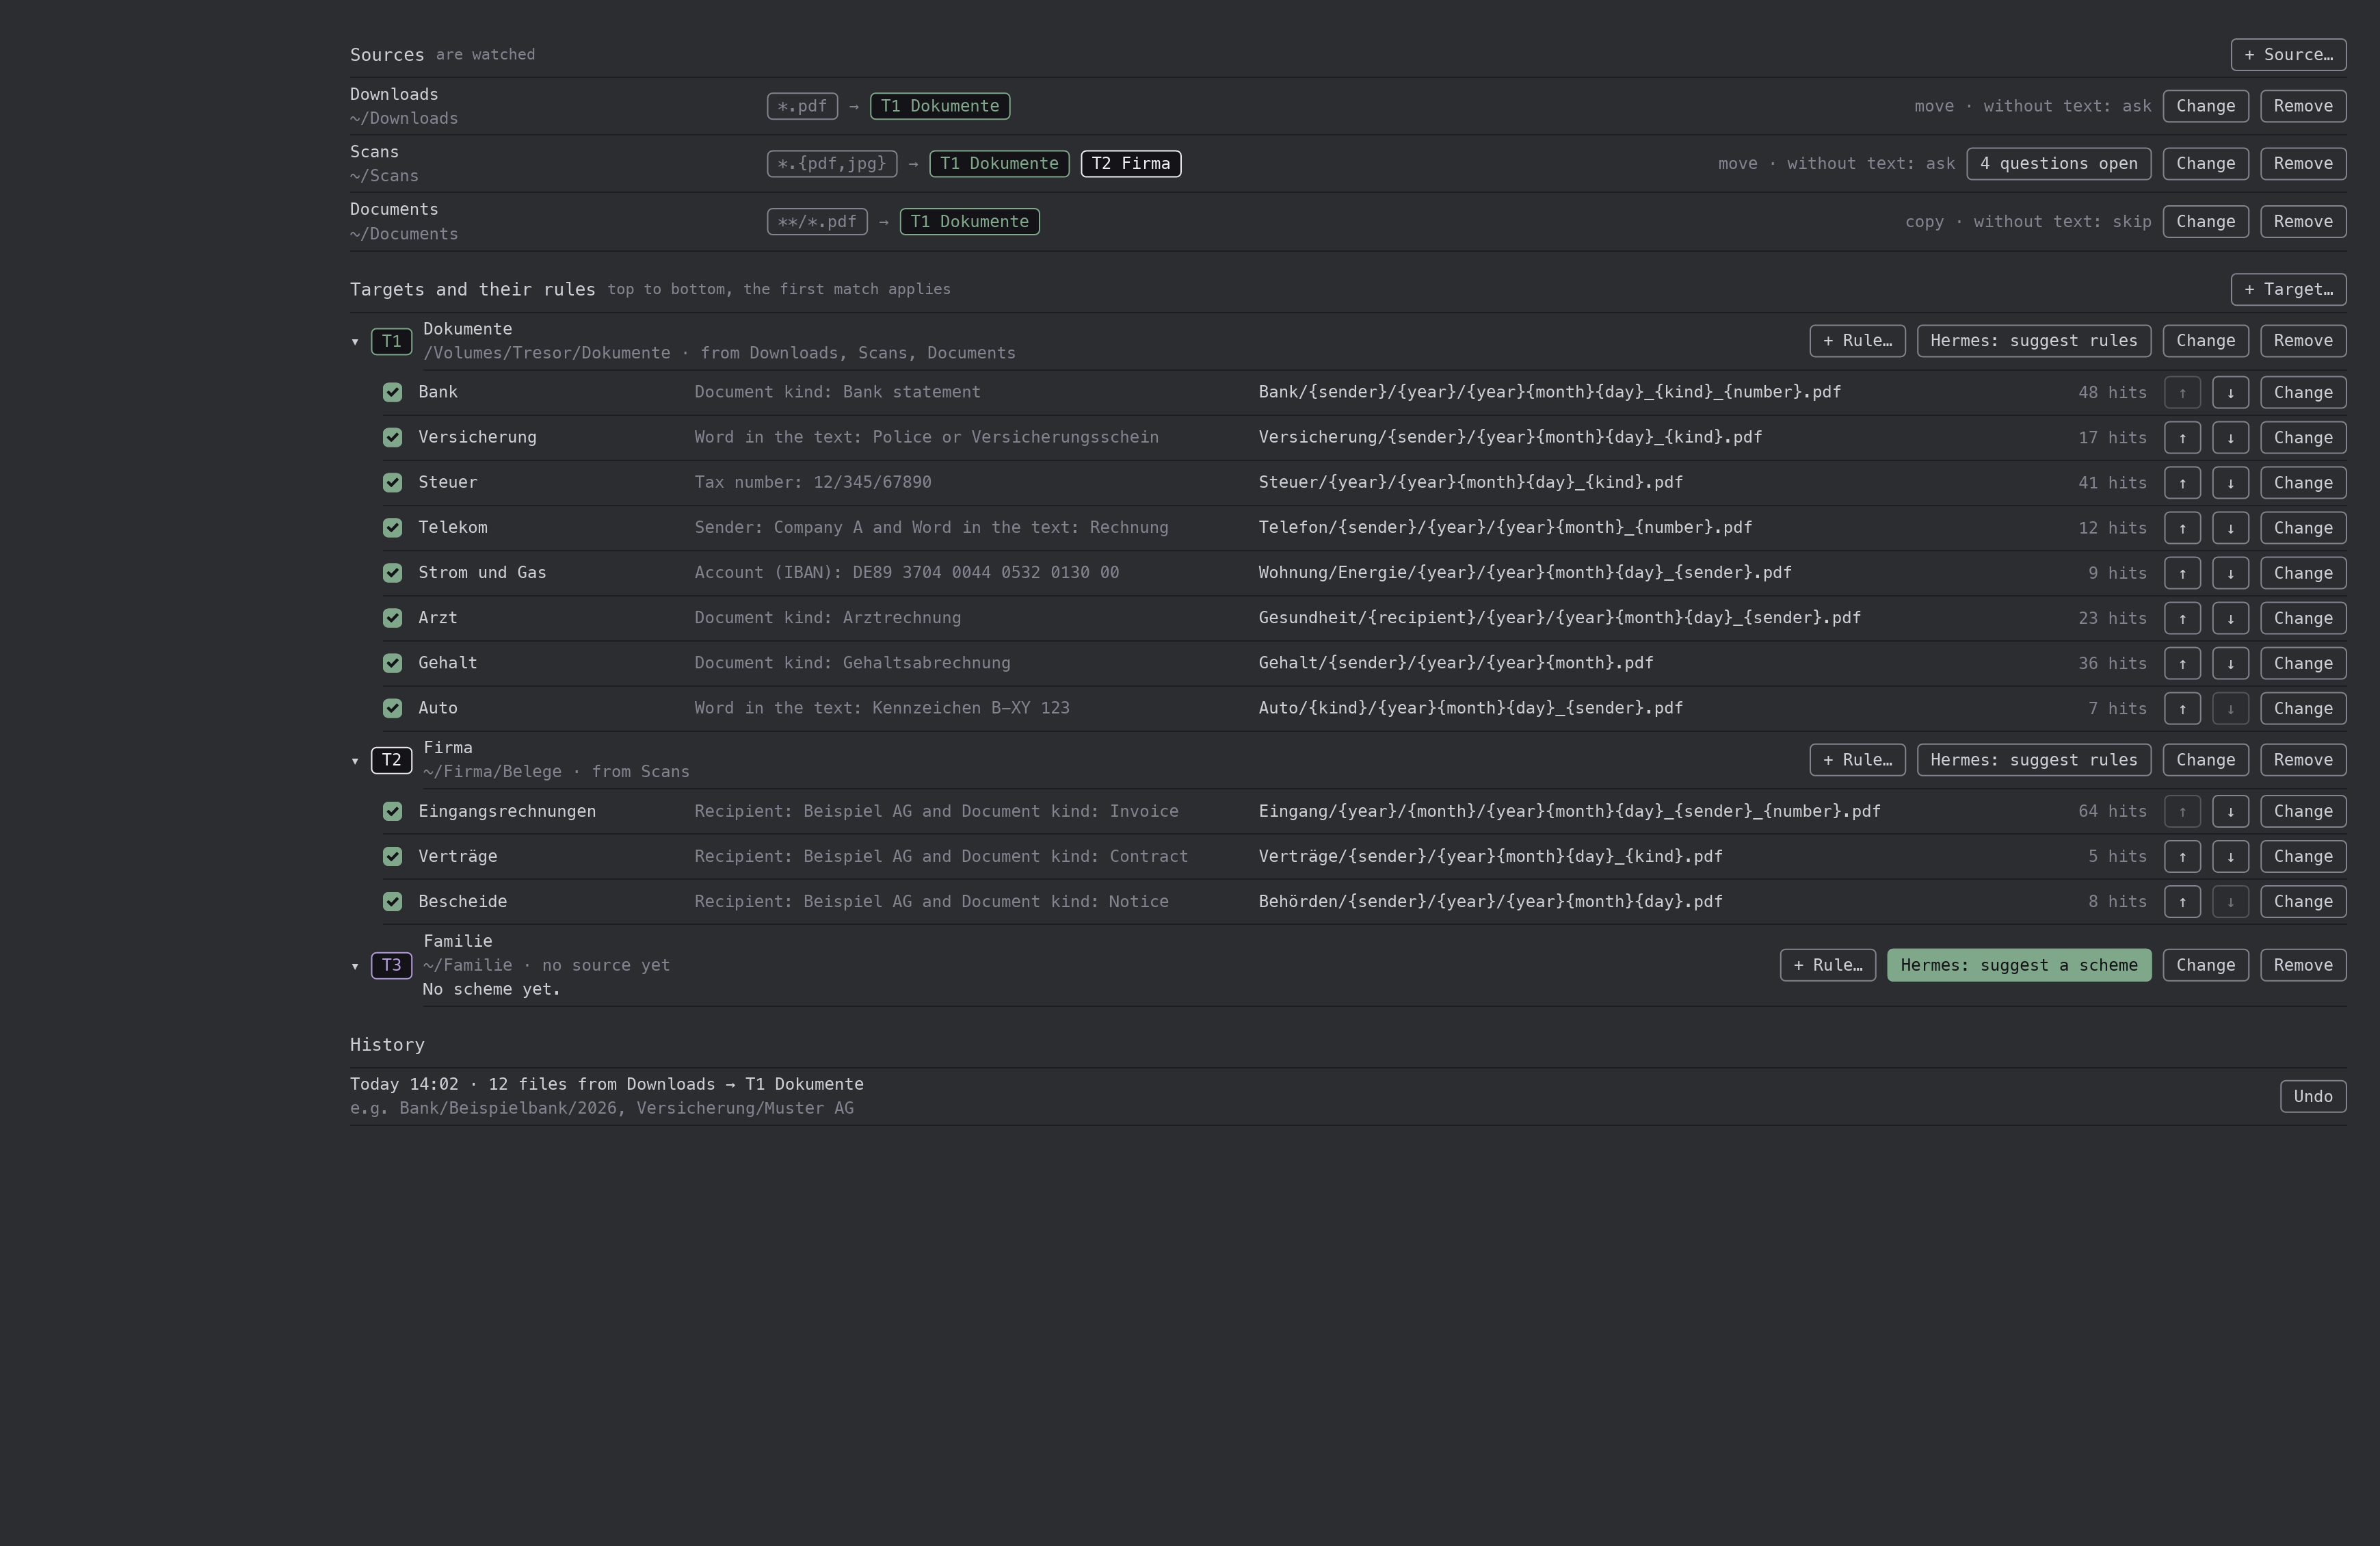 Sources are watched + Source…
Downloads
~/Downloads
*.pdf → T1 Dokumente move · without text: ask Change Remove
Scans
~/Scans
*.{pdf,jpg} → T1 Dokumente T2 Firma move · without text: ask 4 questions open Change Remove
Documents
~/Documents
**/*.pdf → T1 Dokumente copy · without text: skip Change Remove
Targets and their rules top to bottom, the first match applies + Target…
▾ T1 Dokumente
/Volumes/Tresor/Dokumente · from Downloads, Scans, Documents
+ Rule… Hermes: suggest rules Change Remove
Bank Document kind: Bank statement Bank/{sender}/{year}/{year}{month}{day}_{kind}_{number}.pdf 48 hits ↑ ↓ Change
Versicherung Word in the text: Police or Versicherungsschein Versicherung/{sender}/{year}{month}{day}_{kind}.pdf 17 hits ↑ ↓ Change
Steuer Tax number: 12/345/67890 Steuer/{year}/{year}{month}{day}_{kind}.pdf 41 hits ↑ ↓ Change
Telekom Sender: Company A and Word in the text: Rechnung Telefon/{sender}/{year}/{year}{month}_{number}.pdf 12 hits ↑ ↓ Change
Strom und Gas Account (IBAN): DE89 3704 0044 0532 0130 00 Wohnung/Energie/{year}/{year}{month}{day}_{sender}.pdf 9 hits ↑ ↓ Change
Arzt Document kind: Arztrechnung Gesundheit/{recipient}/{year}/{year}{month}{day}_{sender}.pdf 23 hits ↑ ↓ Change
Gehalt Document kind: Gehaltsabrechnung Gehalt/{sender}/{year}/{year}{month}.pdf 36 hits ↑ ↓ Change
Auto Word in the text: Kennzeichen B–XY 123 Auto/{kind}/{year}{month}{day}_{sender}.pdf 7 hits ↑ ↓ Change
▾ T2 Firma
~/Firma/Belege · from Scans
+ Rule… Hermes: suggest rules Change Remove
Eingangsrechnungen Recipient: Beispiel AG and Document kind: Invoice Eingang/{year}/{month}/{year}{month}{day}_{sender}_{number}.pdf 64 hits ↑ ↓ Change
Verträge Recipient: Beispiel AG and Document kind: Contract Verträge/{sender}/{year}{month}{day}_{kind}.pdf 5 hits ↑ ↓ Change
Bescheide Recipient: Beispiel AG and Document kind: Notice Behörden/{sender}/{year}/{year}{month}{day}.pdf 8 hits ↑ ↓ Change
▾ T3 Familie
~/Familie · no source yet
No scheme yet.
+ Rule… Hermes: suggest a scheme Change Remove
History
Today 14:02 · 12 files from Downloads → T1 Dokumente
e.g. Bank/Beispielbank/2026, Versicherung/Muster AG
Undo